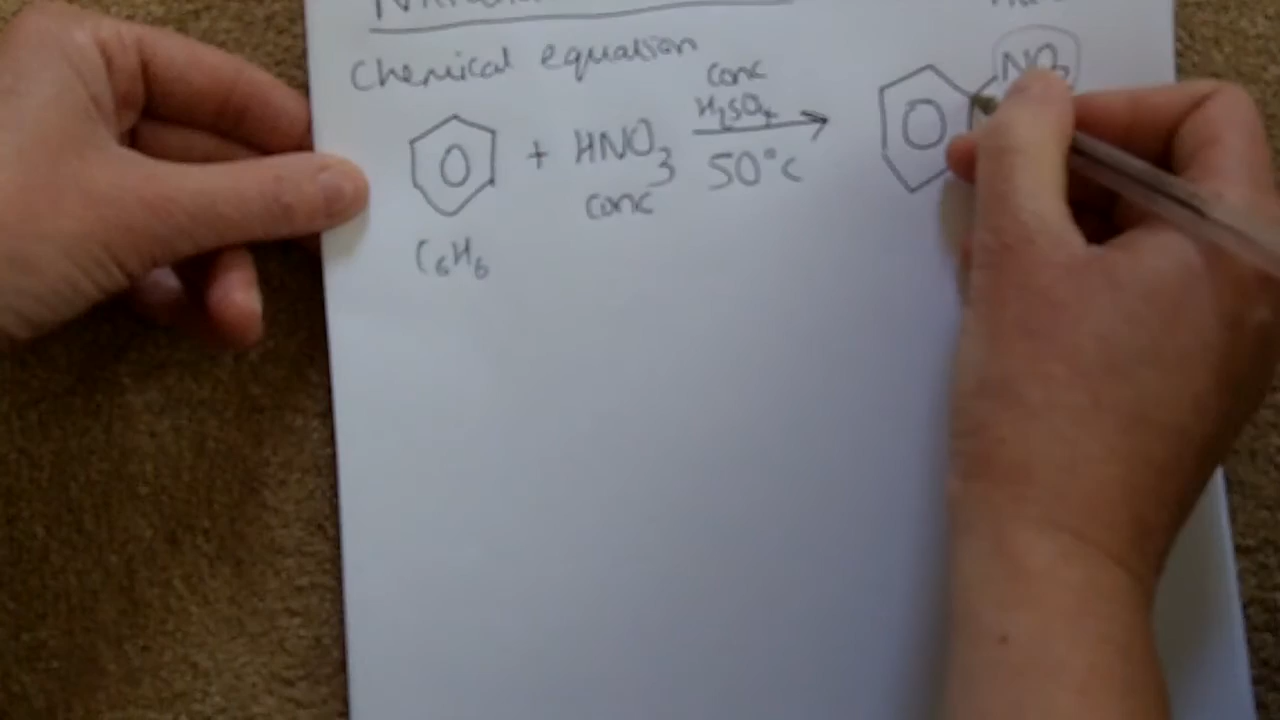 Chemical equation
conc
H₂SO₄
NO₂
+ HNO₃ 50°C
conc
C₆H₆